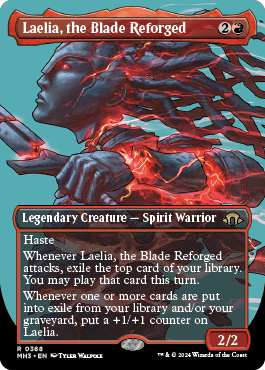 Laelia, the Blade Reforged 2
Legendary Creature — Spirit Warrior
Haste
Whenever Laelia, the Blade Reforged
attacks, exile the top card of your library.
You may play that card this turn.
Whenever one or more cards are put
into exile from your library and/or your
graveyard, put a +1/+1 counter on
Laelia.
2/2
R 0368
MH3 • EN TYLER WALPOLE
™ & © 2024 Wizards of the Coast